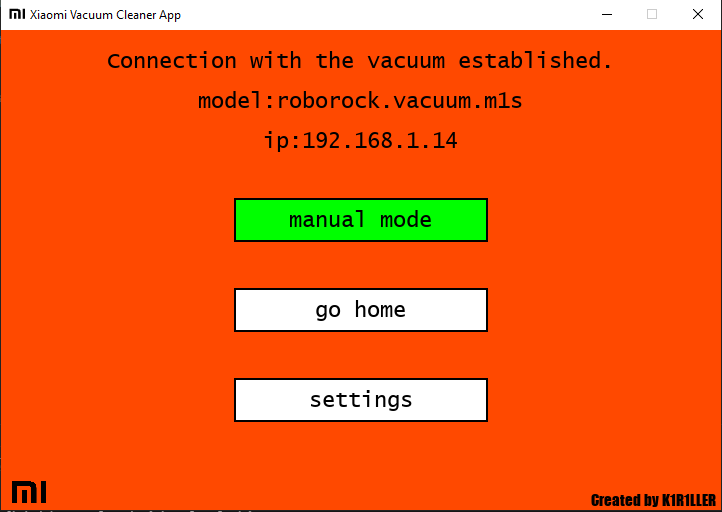 Xiaomi Vacuum Cleaner App
Connection with the vacuum established.
model:roborock.vacuum.m1s
ip:192.168.1.14
manual mode
go home
settings
mi
Created by K1R1LLER